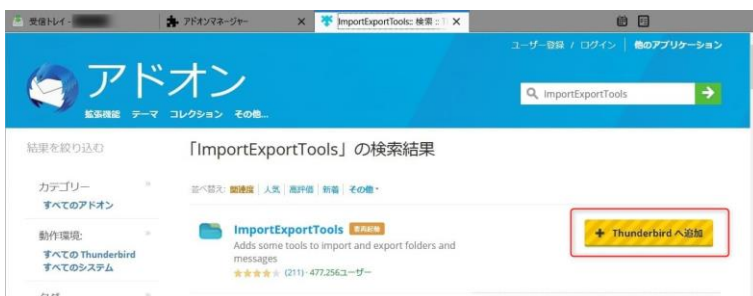 受信トレイ -
アドオンマネージャー
ImportExportTools:: 検索 ::
ユーザー登録 / ログイン | 他のアプリケーション
アドオン
拡張機能 テーマ コレクション その他...
ImportExportTools
結果を絞り込む
「ImportExportTools」の検索結果
カテゴリー
すべてのアドオン
並べ替え: 関連度 | 人気 | 高評価 | 新着 | その他
ImportExportTools 要再起動
+ Thunderbird へ追加
Adds some tools to import and export folders and
messages
(211) · 477,256ユーザー
動作環境:
すべての Thunderbird
すべてのシステム